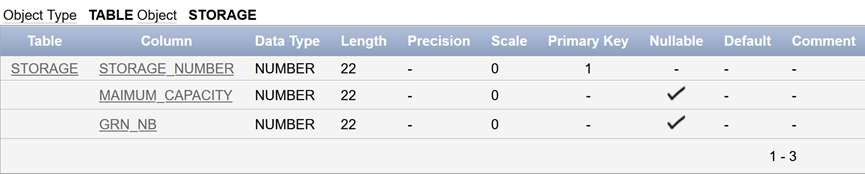 Object Type TABLE Object STORAGE
Table Column Data Type Length Precision Scale Primary Key Nullable Default Comment
STORAGE STORAGE_NUMBER NUMBER 22 - 0 1 - - -
MAIMUM_CAPACITY NUMBER 22 - 0 - ✓ - -
GRN_NB NUMBER 22 - 0 - ✓ - -
1 - 3